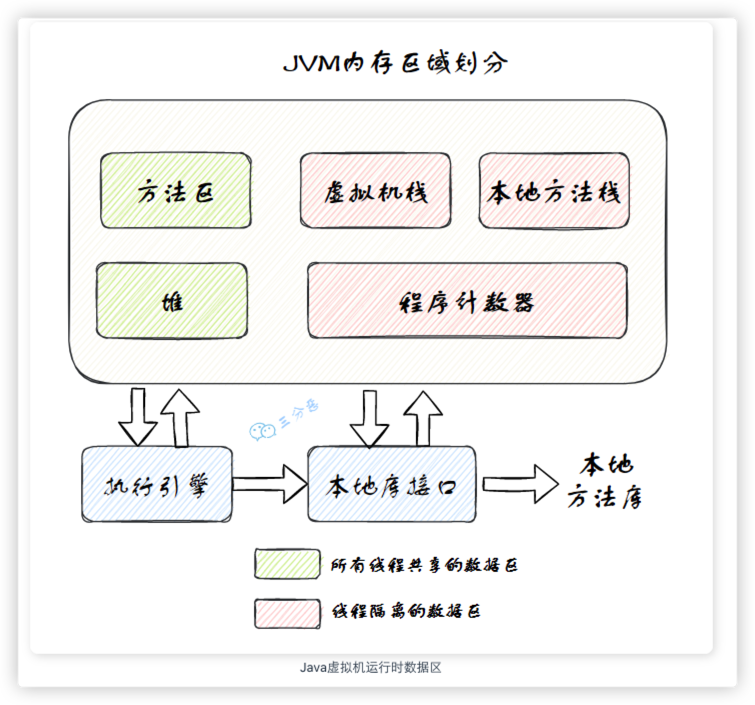 JVM内存区域划分
方法区
虚拟机栈
本地方法栈
堆
程序计数器
三分恶
执行引擎
本地库接口
本地
方法库
所有线程共享的数据区
线程隔离的数据区
Java虚拟机运行时数据区